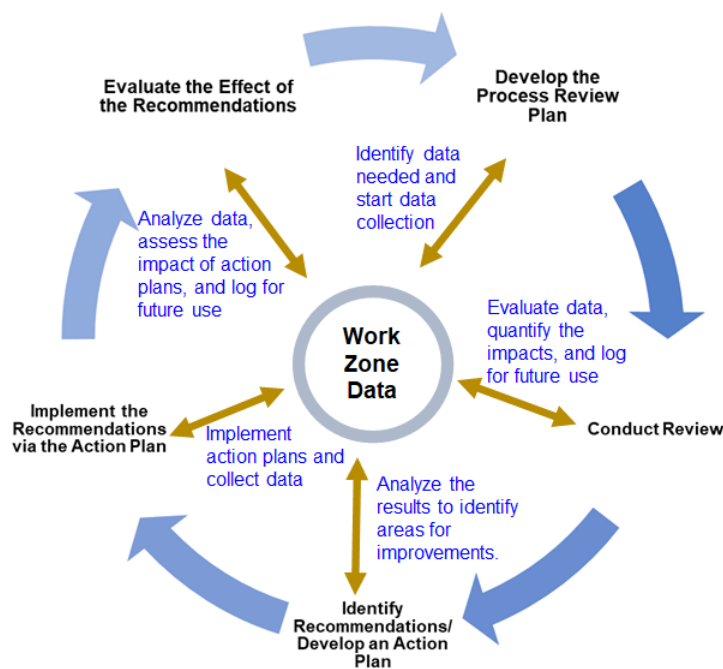 Evaluate the Effect of
the Recommendations
Develop the
Process Review
Plan
Identify data
needed and
start data
collection
Analyze data,
assess the
impact of action
plans, and log for
future use
Work
Zone
Data
Evaluate data,
quantify the
impacts, and log
for future use
Implement the
Recommendations
via the Action Plan
Implement
action plans and
collect data
Conduct Review
Analyze the
results to identify
areas for
improvements.
Identify
Recommendations/
Develop an Action
Plan